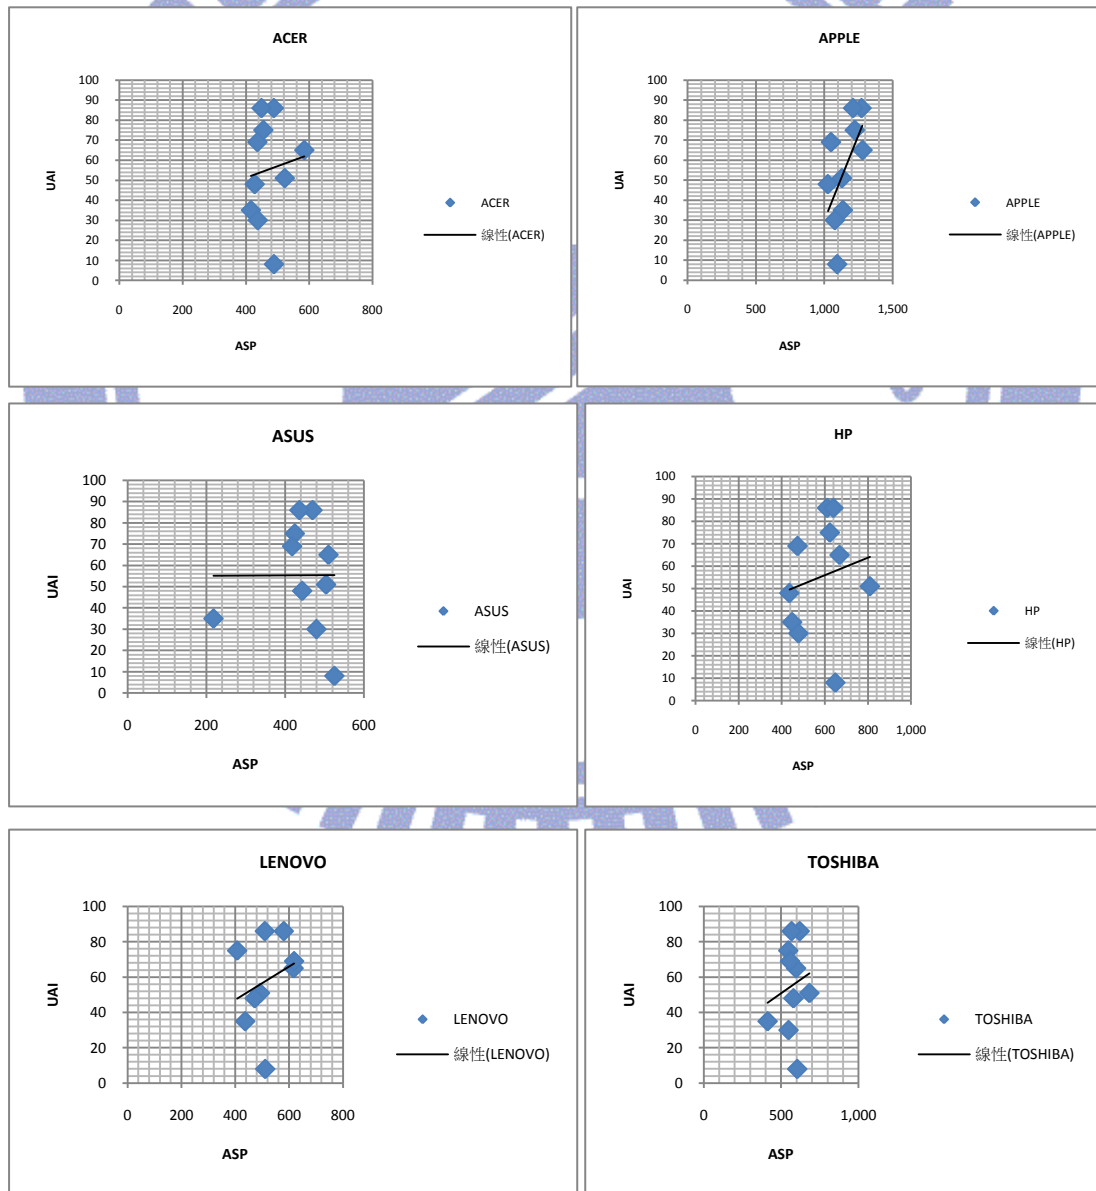 ACER
UAI
100
90
80
70
60
50
40
30
20
10
0
0 200 400 600 800
ASP
ACER
線性(ACER)
APPLE
UAI
100
90
80
70
60
50
40
30
20
10
0
0 500 1,000 1,500
ASP
APPLE
線性(APPLE)
ASUS
UAI
100
90
80
70
60
50
40
30
20
10
0
0 200 400 600
ASP
ASUS
線性(ASUS)
HP
UAI
100
90
80
70
60
50
40
30
20
10
0
0 200 400 600 800 1,000
ASP
HP
線性(HP)
LENOVO
UAI
100
80
60
40
20
0
0 200 400 600 800
ASP
LENOVO
線性(LENOVO)
TOSHIBA
UAI
100
80
60
40
20
0
0 500 1,000
ASP
TOSHIBA
線性(TOSHIBA)